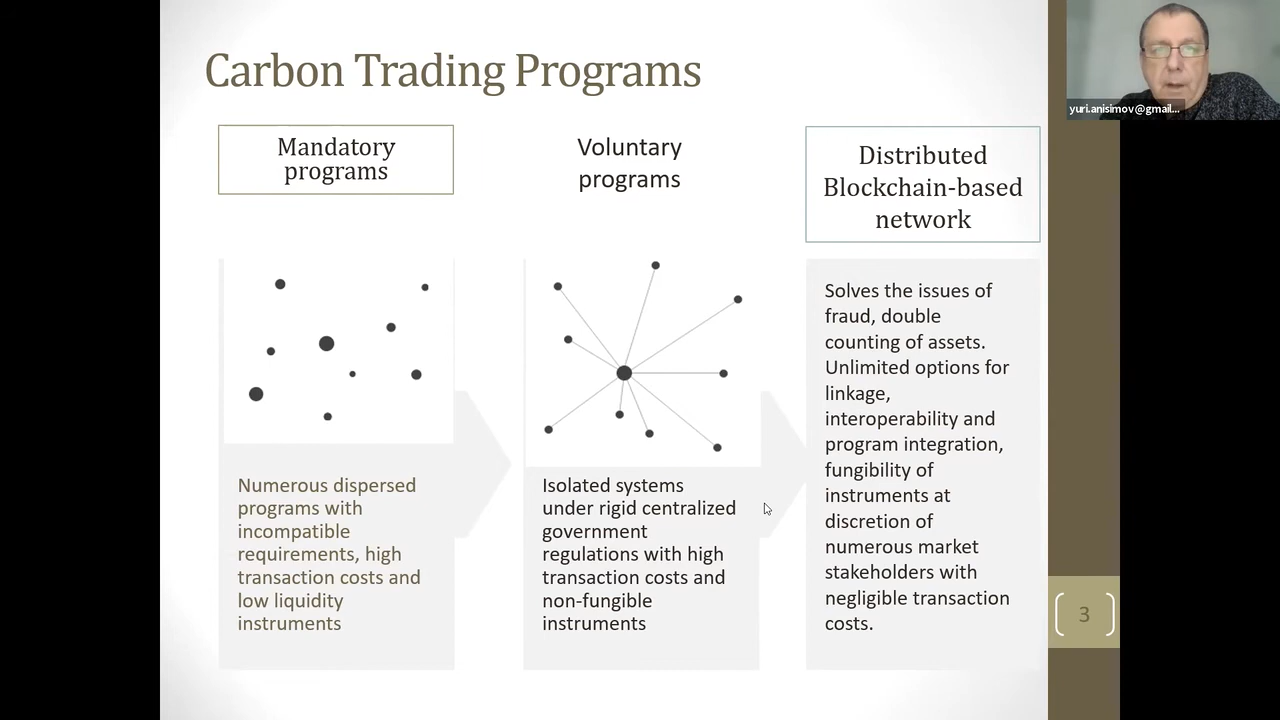 Carbon Trading Programs
Mandatory
programs
Voluntary
programs
Distributed
Blockchain-based
network
Numerous dispersed
programs with
incompatible
requirements, high
transaction costs and
low liquidity
instruments
Isolated systems
under rigid centralized
government
regulations with high
transaction costs and
non-fungible
instruments
Solves the issues of
fraud, double
counting of assets.
Unlimited options for
linkage,
interoperability and
program integration,
fungibility of
instruments at
discretion of
numerous market
stakeholders with
negligible transaction
costs.
3
yuri.anisimov@gmail...